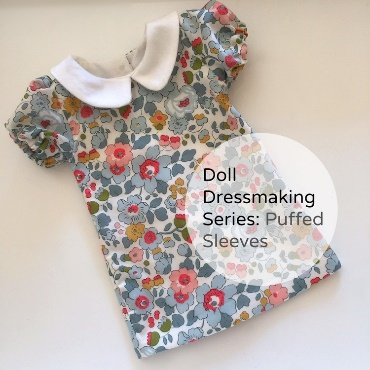 Doll
Dressmaking
Series: Puffed
Sleeves